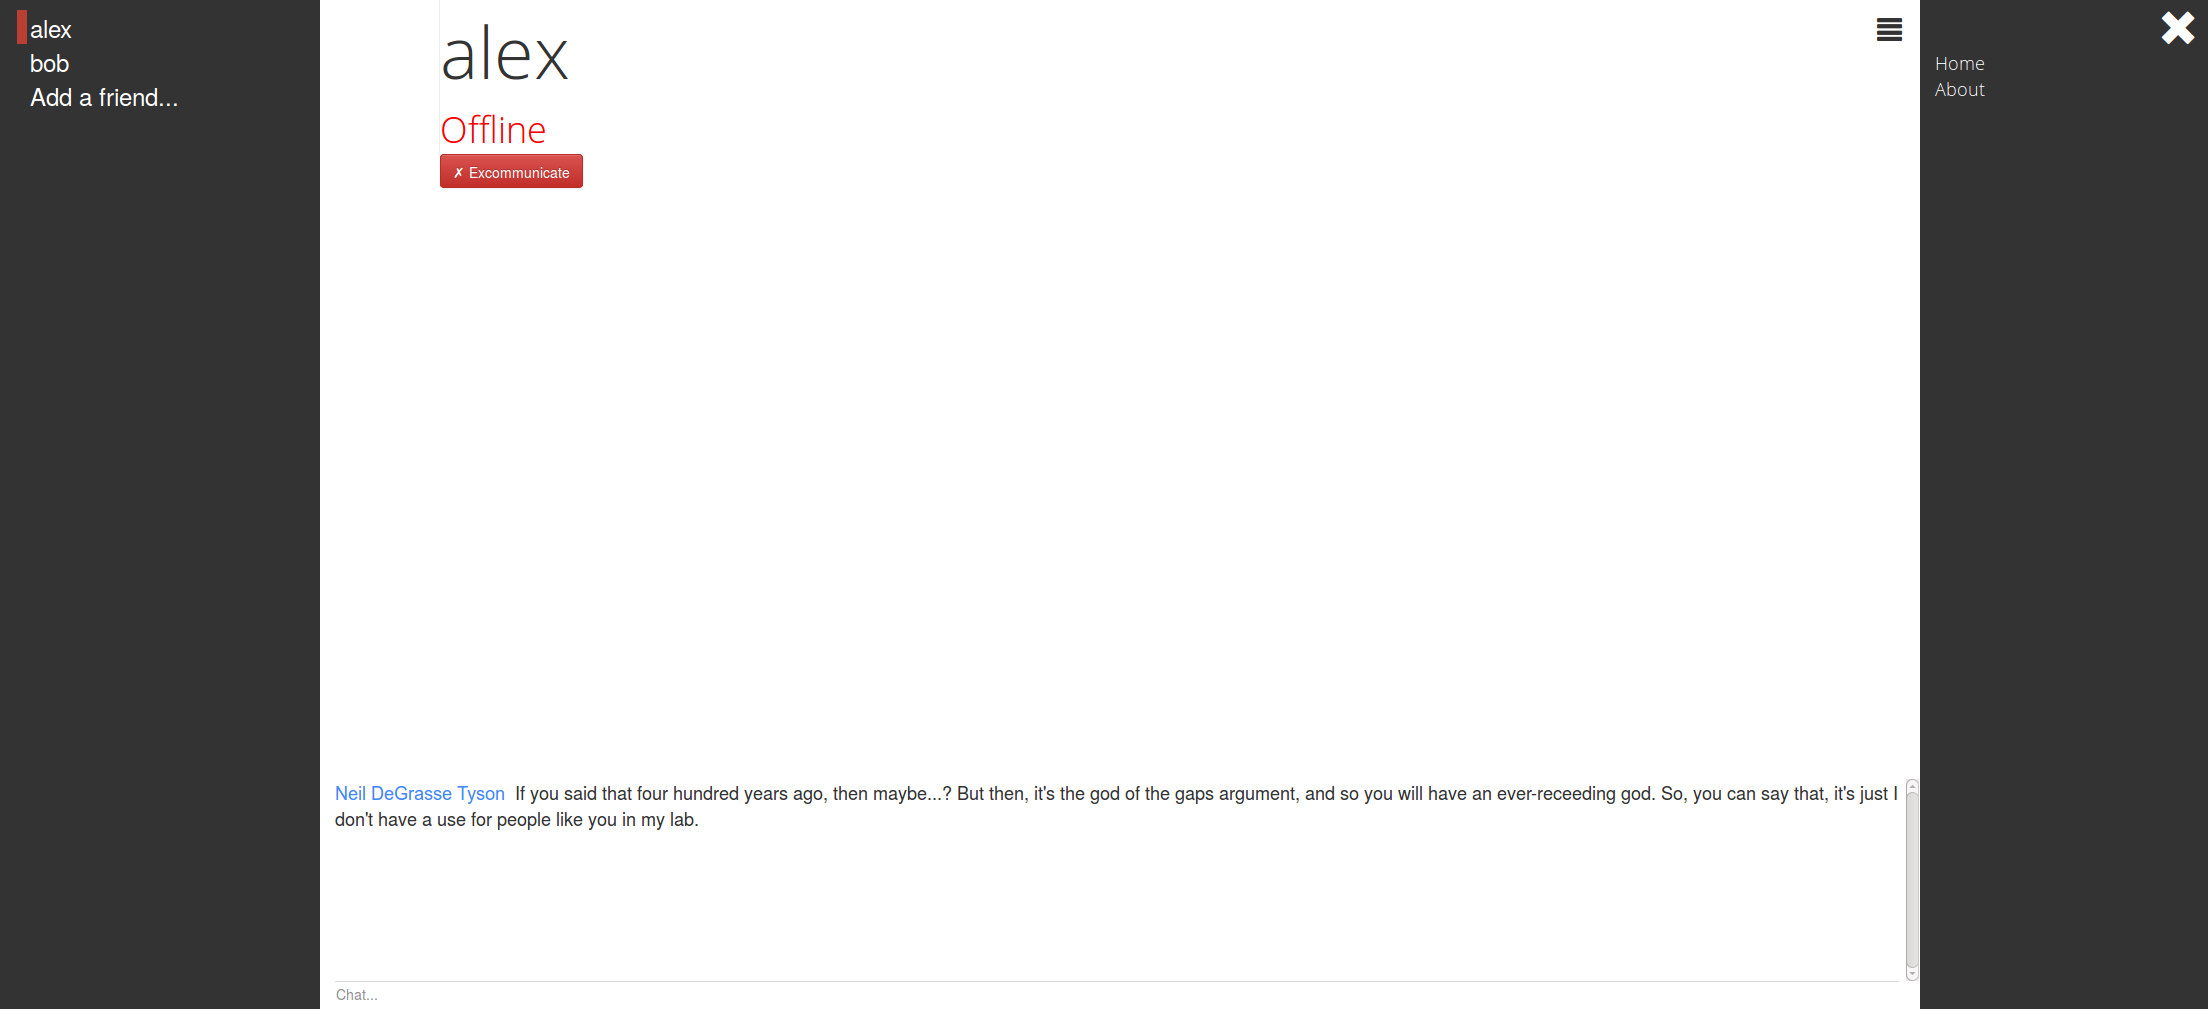 alex
bob
Add a friend...
alex
Offline
✗ Excommunicate
Home
About
Neil DeGrasse Tyson If you said that four hundred years ago, then maybe...? But then, it's the god of the gaps argument, and so you will have an ever-receeding god. So, you can say that, it's just I
don't have a use for people like you in my lab.
Chat...